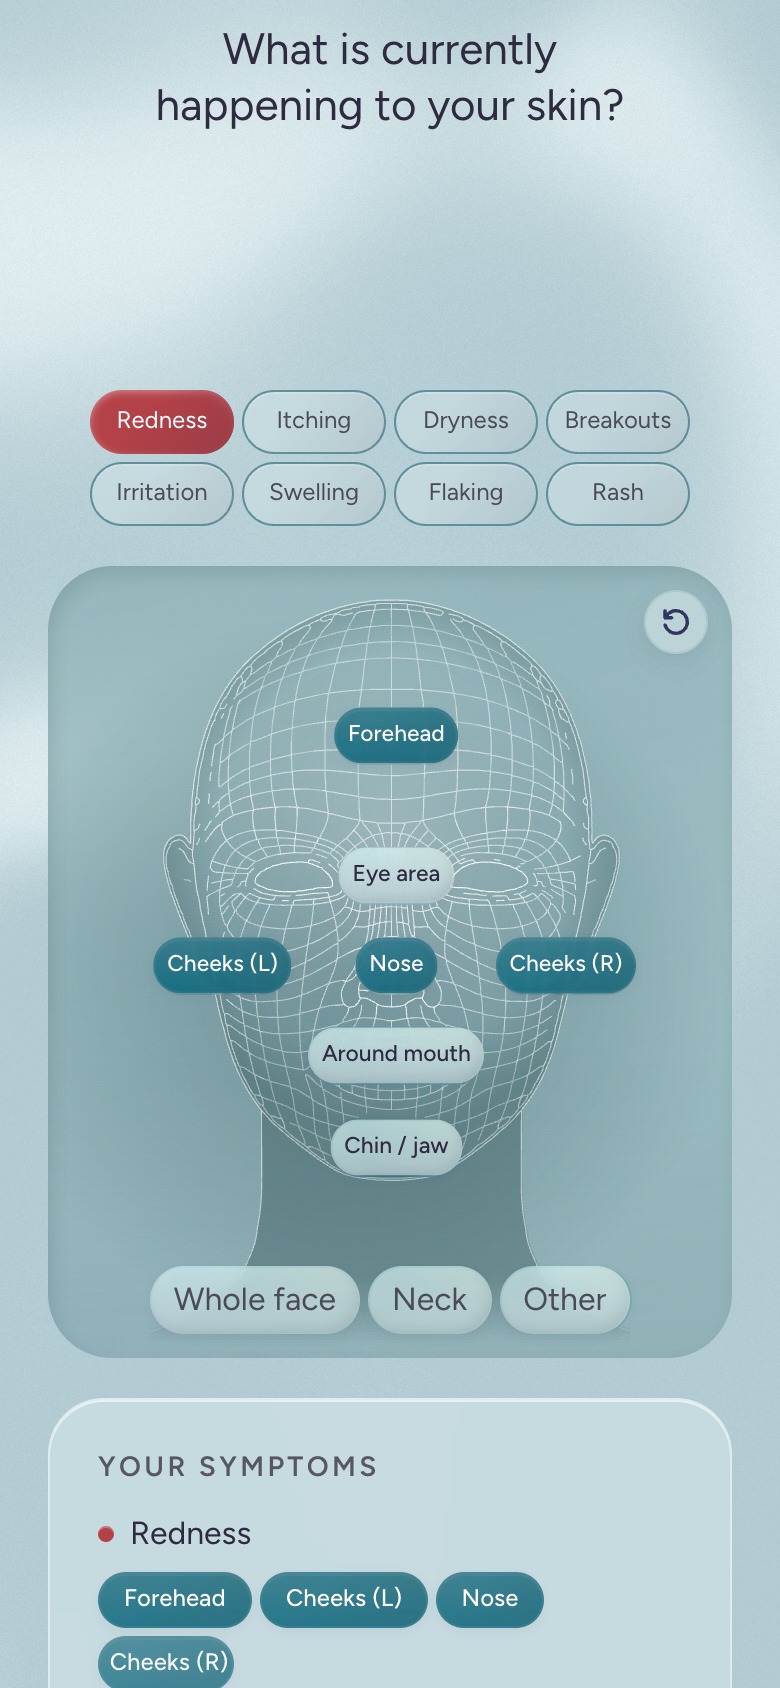 What is currently
happening to your skin?
Redness Itching Dryness Breakouts
Irritation Swelling Flaking Rash
Forehead
Eye area
Cheeks (L) Nose Cheeks (R)
Around mouth
Chin / jaw
Whole face Neck Other
YOUR SYMPTOMS
Redness
Forehead Cheeks (L) Nose
Cheeks (R)